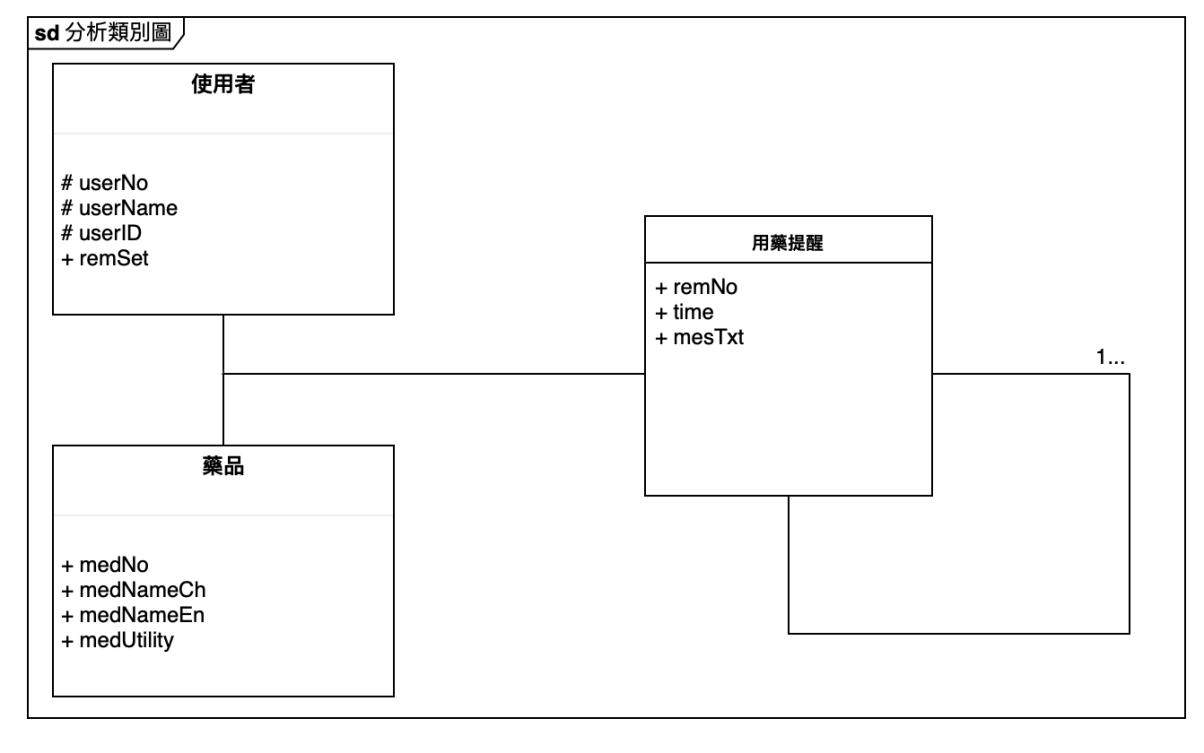 sd 分析類別圖
使用者
# userNo
# userName
# userID
+ remSet
用藥提醒
+ remNo
+ time
+ mesTxt
1...
藥品
+ medNo
+ medNameCh
+ medNameEn
+ medUtility